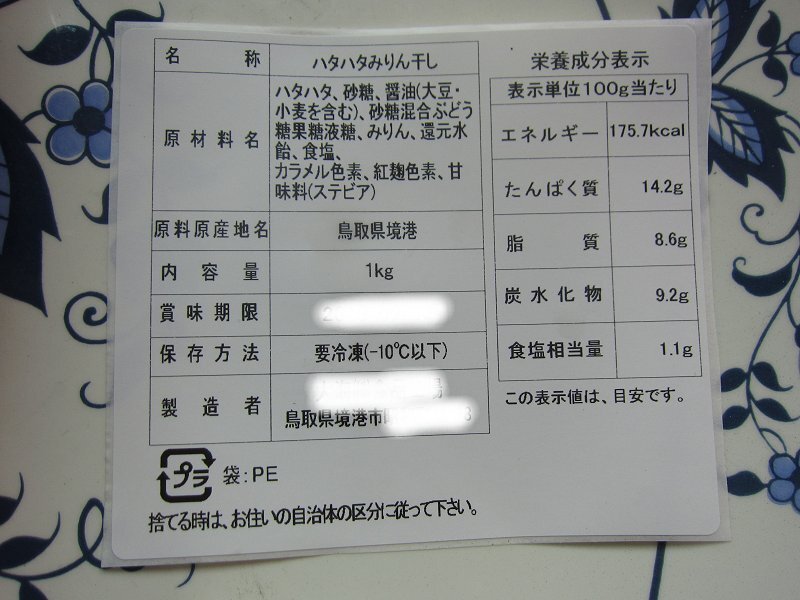 名称 ハタハタみりん干し
原材料名
ハタハタ、砂糖、醤油(大豆・
小麦を含む)、砂糖混合ぶどう
糖果糖液糖、みりん、還元水
飴、食塩、
カラメル色素、紅麹色素、甘
味料(ステビア)
原料原産地名 鳥取県境港
内容量 1kg
賞味期限
保存方法 要冷凍(-10℃以下)
製造者
鳥取県境港市
プラ 袋:PE
捨てる時は、お住いの自治体の区分に従って下さい。
栄養成分表示
表示単位100g当たり
エネルギー 175.7kcal
たんぱく質 14.2g
脂質 8.6g
炭水化物 9.2g
食塩相当量 1.1g
この表示値は、目安です。